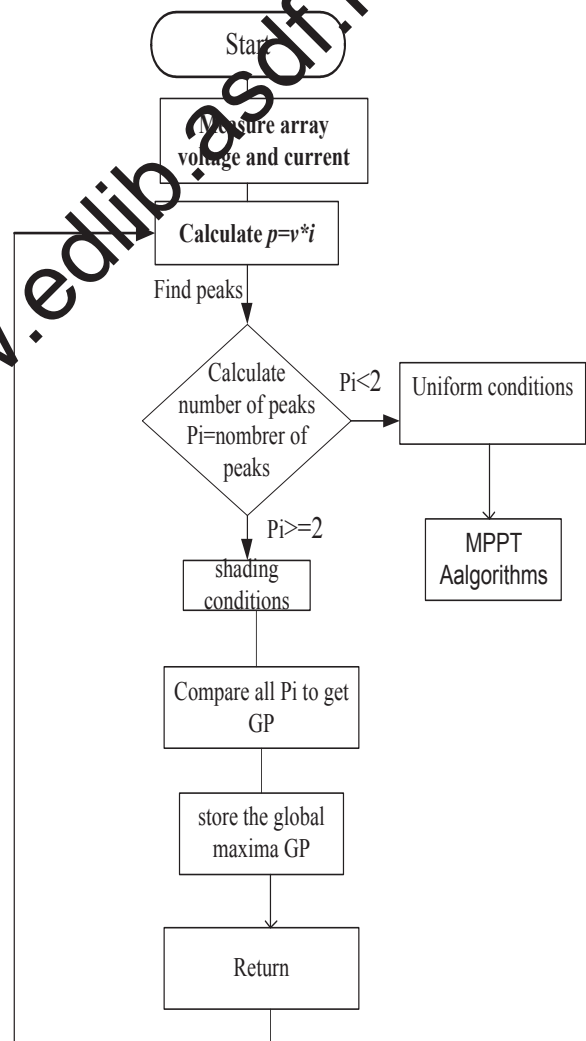 Start
Measure array
voltage and current
Calculate p=v*i
Find peaks
Calculate
number of peaks
Pi=nombrer of
peaks
Pi<2
Uniform conditions
MPPT
Aalgorithms
Pi>=2
shading
conditions
Compare all Pi to get
GP
store the global
maxima GP
Return
.edlib.asdf.